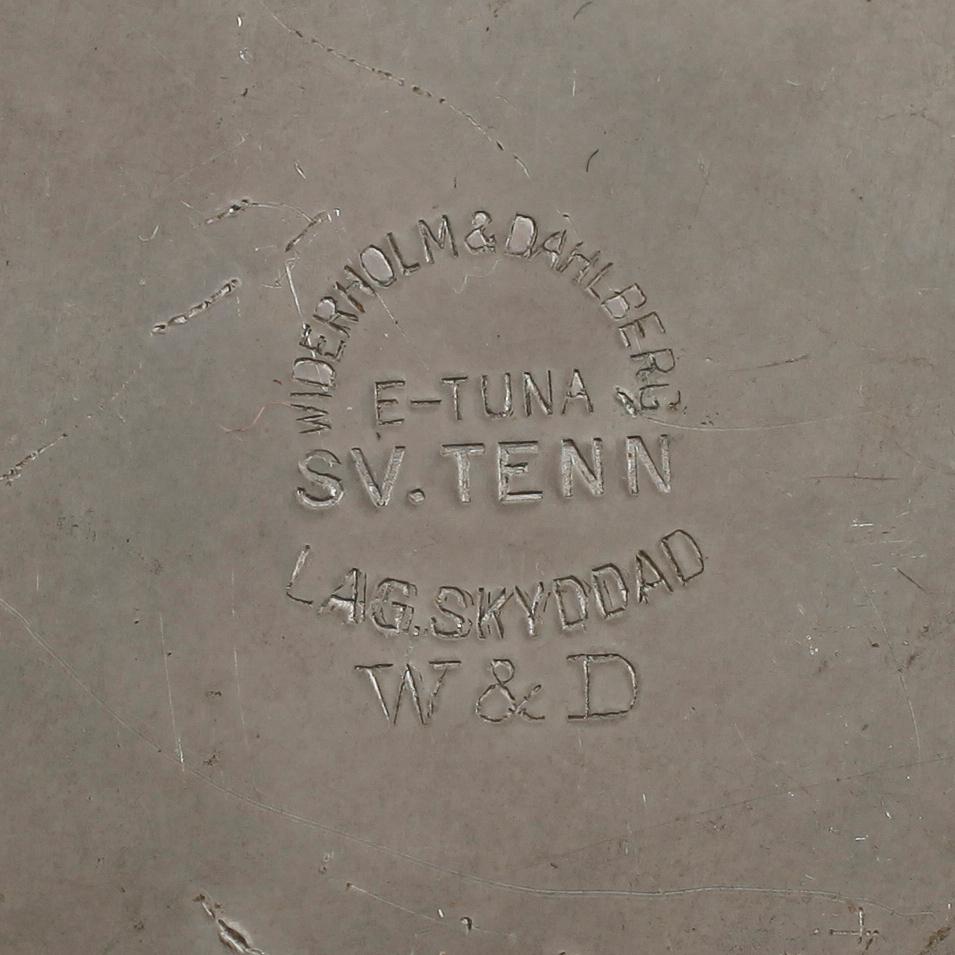 WIDERHOLM & DAHLBERG
E-TUNA
SV. TENN
LAG. SKYDDAD
W & D